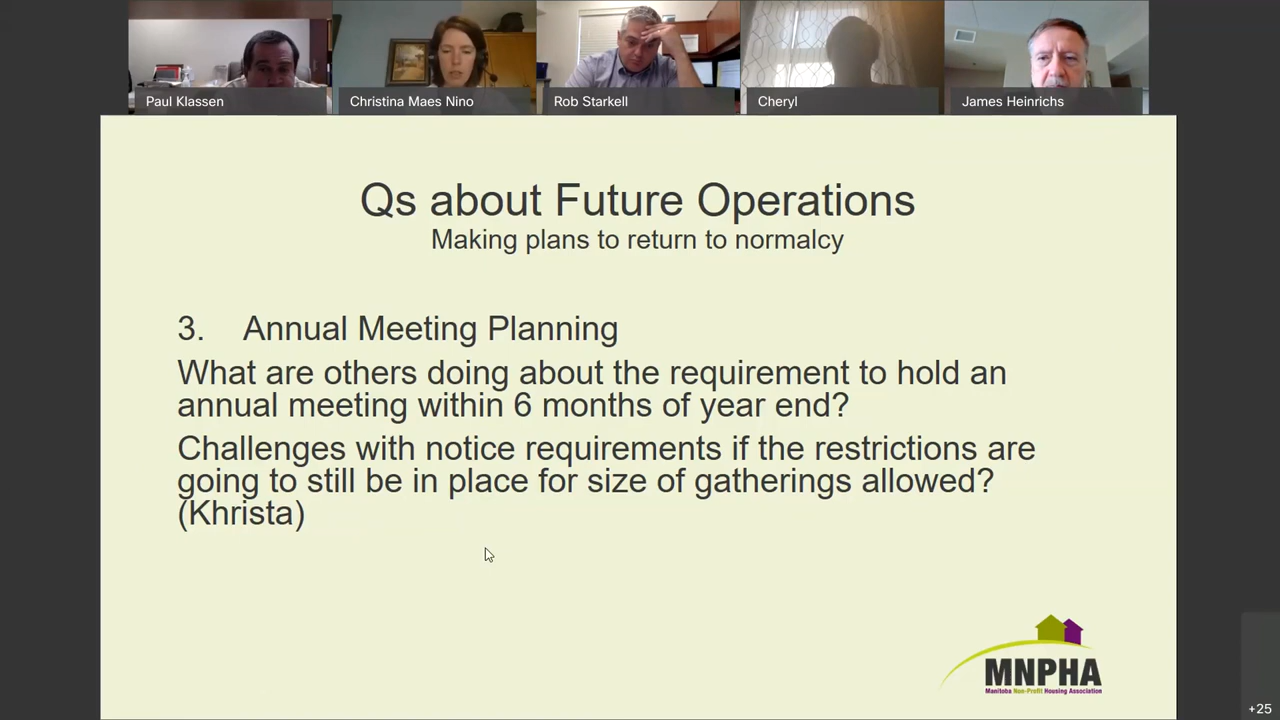 Paul Klassen
Christina Maes Nino
Rob Starkell
Cheryl
James Heinrichs
Qs about Future Operations
Making plans to return to normalcy
3. Annual Meeting Planning
What are others doing about the requirement to hold an
annual meeting within 6 months of year end?
Challenges with notice requirements if the restrictions are
going to still be in place for size of gatherings allowed?
(Khrista)
MNPHA
Manitoba Non-Profit Housing Association
+25